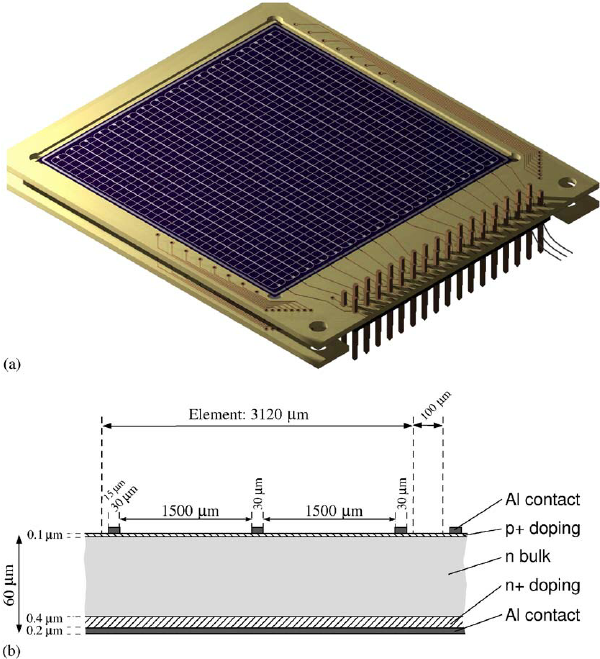 (a)
Element: 3120 µm
100 µm
15 µm
30 µm
1500 µm
30 µm
1500 µm
30 µm
Al contact
p+ doping
n bulk
n+ doping
Al contact
0.1 µm
60 µm
0.4 µm
0.2 µm
(b)